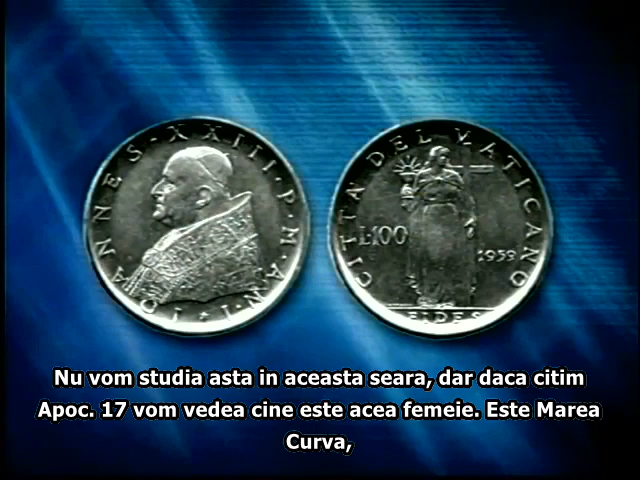 IOANNES·XXIII·P·M·A·N·I
CITTA DEL VATICANO
L.100
1959
FIDES
Nu vom studia asta in aceasta seara, dar daca citim
Apoc. 17 vom vedea cine este acea femeie. Este Marea
Curva,